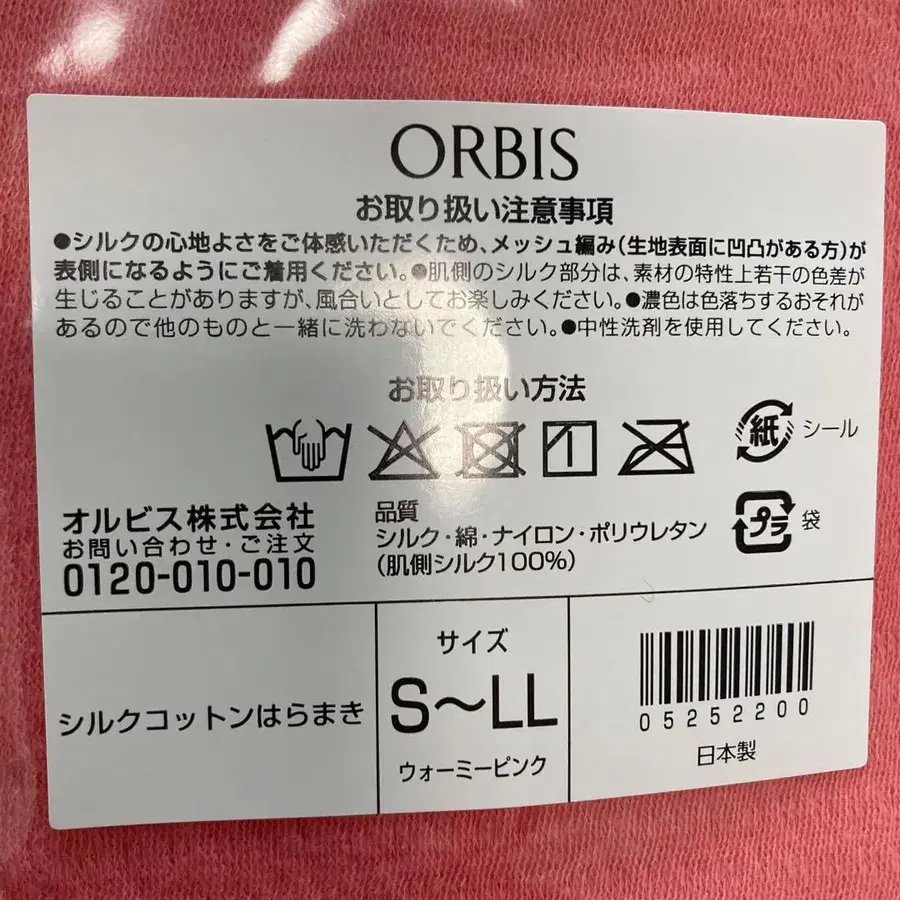 ORBIS
お取り扱い注意事項
●シルクの心地よさをご体感いただくため、メッシュ編み(生地表面に凹凸がある方)が
表側になるようにご着用ください。●肌側のシルク部分は、素材の特性上若干の色差が
生じることがありますが、風合いとしてお楽しみください。●濃色は色落ちするおそれが
あるので他のものと一緒に洗わないでください。●中性洗剤を使用してください。
お取り扱い方法
紙 シール
オルビス株式会社
お問い合わせ・ご注文
0120-010-010
品質
シルク・綿・ナイロン・ポリウレタン
(肌側シルク100%)
プラ 袋
シルクコットンはらまき
サイズ
S〜LL
ウォーミーピンク
05252200
日本製